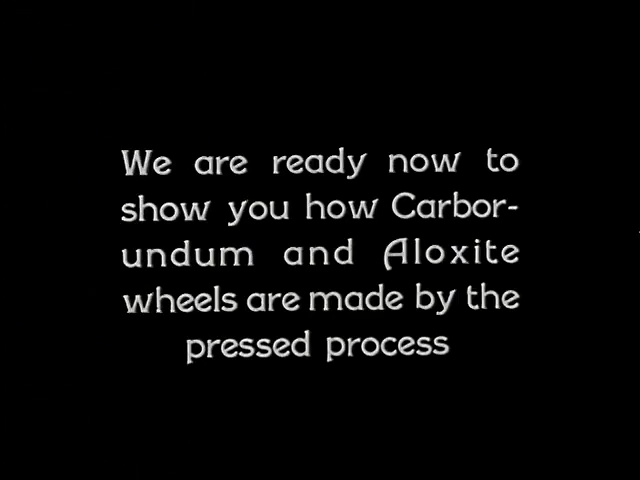 We are ready now to
show you how Carbor-
undum and Aloxite
wheels are made by the
pressed process